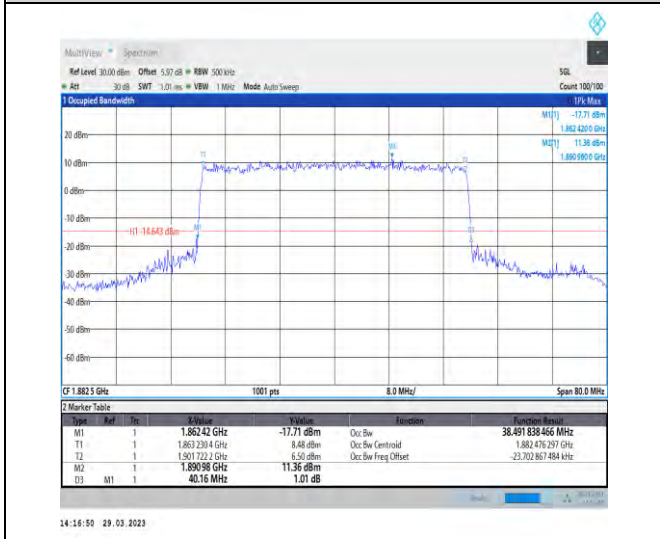 MultiView Spectrum
Ref Level 30.00 dBm Offset 5.97 dB RBW 500 kHz SGL
Att 30 dB SWT 1.01 ms VBW 1 MHz Mode Auto Sweep Count 100/100
1 Occupied Bandwidth 1Pk Max
M1[1] -17.71 dBm
1.862 420 0 GHz
M2[1] 11.36 dBm
1.890 980 0 GHz
20 dBm
M2
T1 T2
10 dBm
0 dBm
-10 dBm
H1 -14.643 dBm M1 D3
-20 dBm
-30 dBm
-40 dBm
-50 dBm
-60 dBm
CF 1.882 5 GHz 1001 pts 8.0 MHz/ Span 80.0 MHz
2 Marker Table
Type Ref Trc X-Value Y-Value Function Function Result
M1 1 1.862 42 GHz -17.71 dBm Occ Bw 38.491 838 466 MHz
T1 1 1.863 230 4 GHz 8.48 dBm Occ Bw Centroid 1.882 476 297 GHz
T2 1 1.901 722 2 GHz 6.50 dBm Occ Bw Freq Offset -23.702 867 484 kHz
M2 1 1.890 98 GHz 11.36 dBm
D3 M1 1 40.16 MHz 1.01 dB
14:16:50 29.03.2023